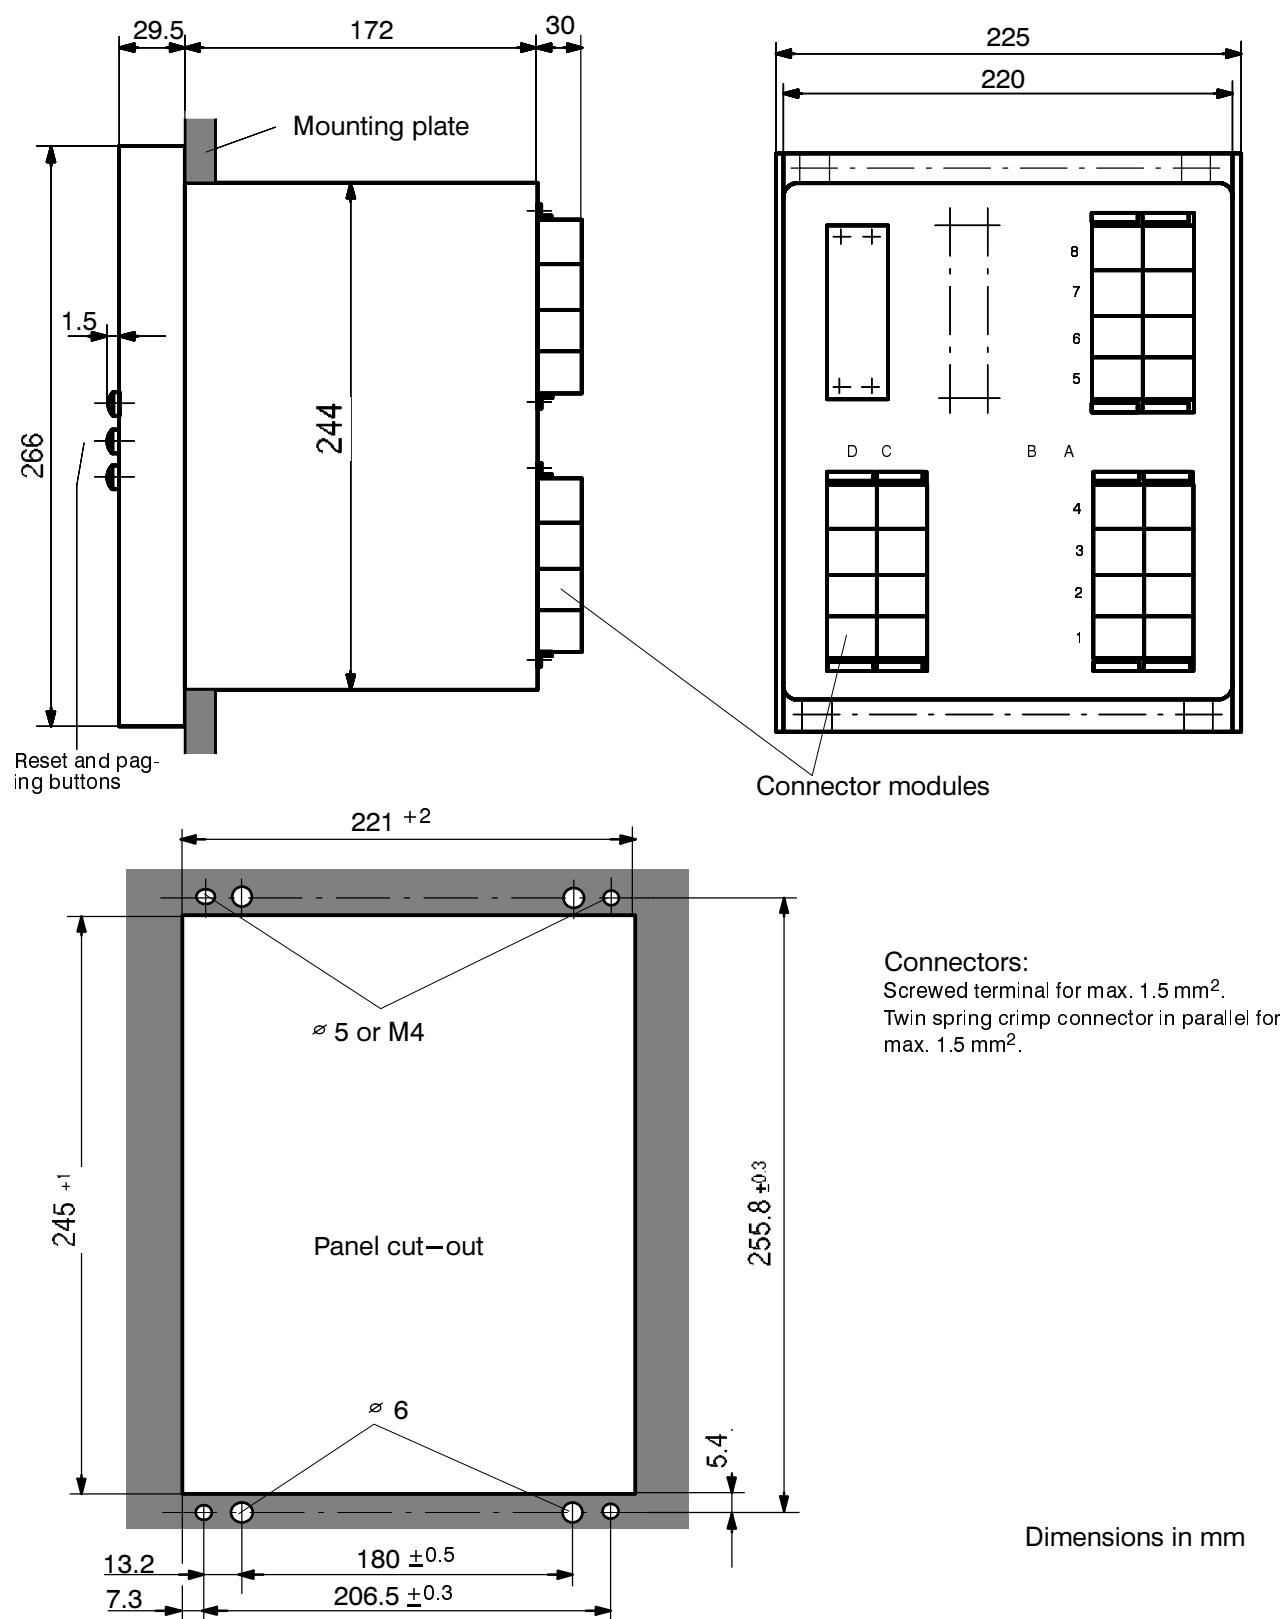 29.5
172
30
225
220
Mounting plate
8
7
1.5
6
5
266
244
D C B A
4
3
2
1
Reset and pag-
ing buttons
Connector modules
221 +2
Connectors:
Screwed terminal for max. 1.5 mm².
Twin spring crimp connector in parallel for
max. 1.5 mm².
⌀ 5 or M4
245 +1
255.8 ±0.3
Panel cut–out
⌀ 6
5.4
Dimensions in mm
13.2
180 ±0.5
7.3
206.5 ±0.3